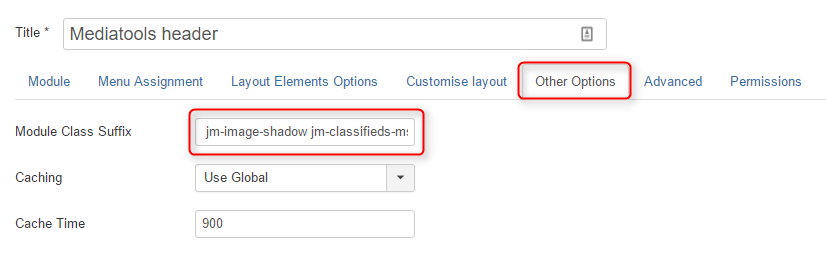 Title * Mediatools header
Module Menu Assignment Layout Elements Options Customise layout Other Options Advanced Permissions
Module Class Suffix jm-image-shadow jm-classifieds-ms
Caching Use Global
Cache Time 900